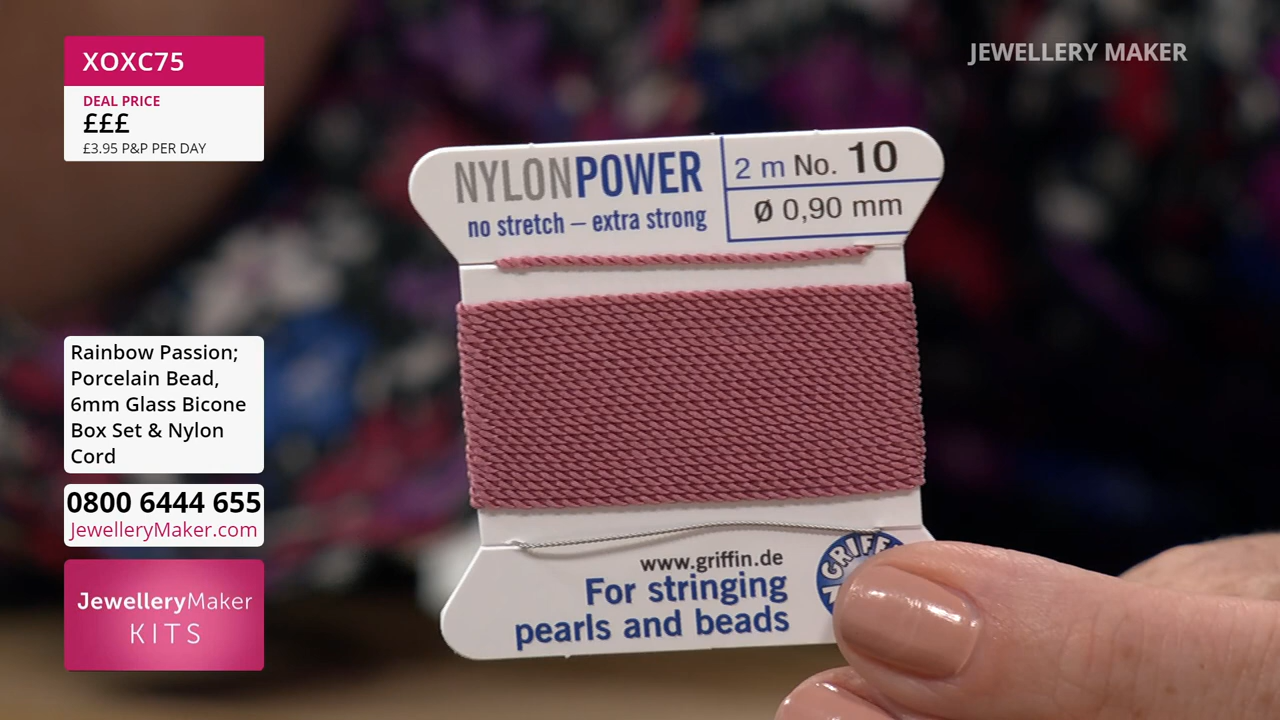 XOXC75
DEAL PRICE
£££
£3.95 P&P PER DAY
JEWELLERY MAKER
NYLONPOWER
no stretch – extra strong
2 m No. 10
Ø 0,90 mm
Rainbow Passion;
Porcelain Bead,
6mm Glass Bicone
Box Set & Nylon
Cord
0800 6444 655
JewelleryMaker.com
JewelleryMaker
KITS
www.griffin.de
For stringing
pearls and beads